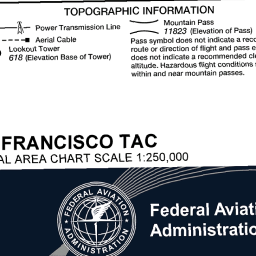 TOPOGRAPHIC INFORMATION
Power Transmission Line
Aerial Cable
Lookout Tower
618 (Elevation Base of Tower)
Mountain Pass
11823 (Elevation of Pass)
Pass symbol does not indicate a reco
route or direction of flight and pass e
does not indicate a recommended cle
altitude. Hazardous flight conditions
within and near mountain passes.
FRANCISCO TAC
AL AREA CHART SCALE 1:250,000
FEDERAL AVIATION
ADMINISTRATION
Federal Aviati
Administratio